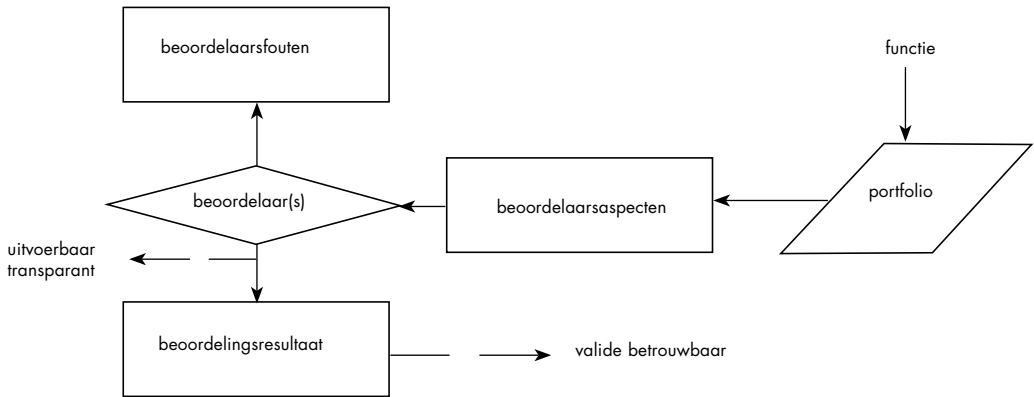 beoordelaarsfouten
functie
beoordelaar(s)
beoordelaarsaspecten
portfolio
uitvoerbaar
transparant
beoordelingsresultaat
valide betrouwbaar